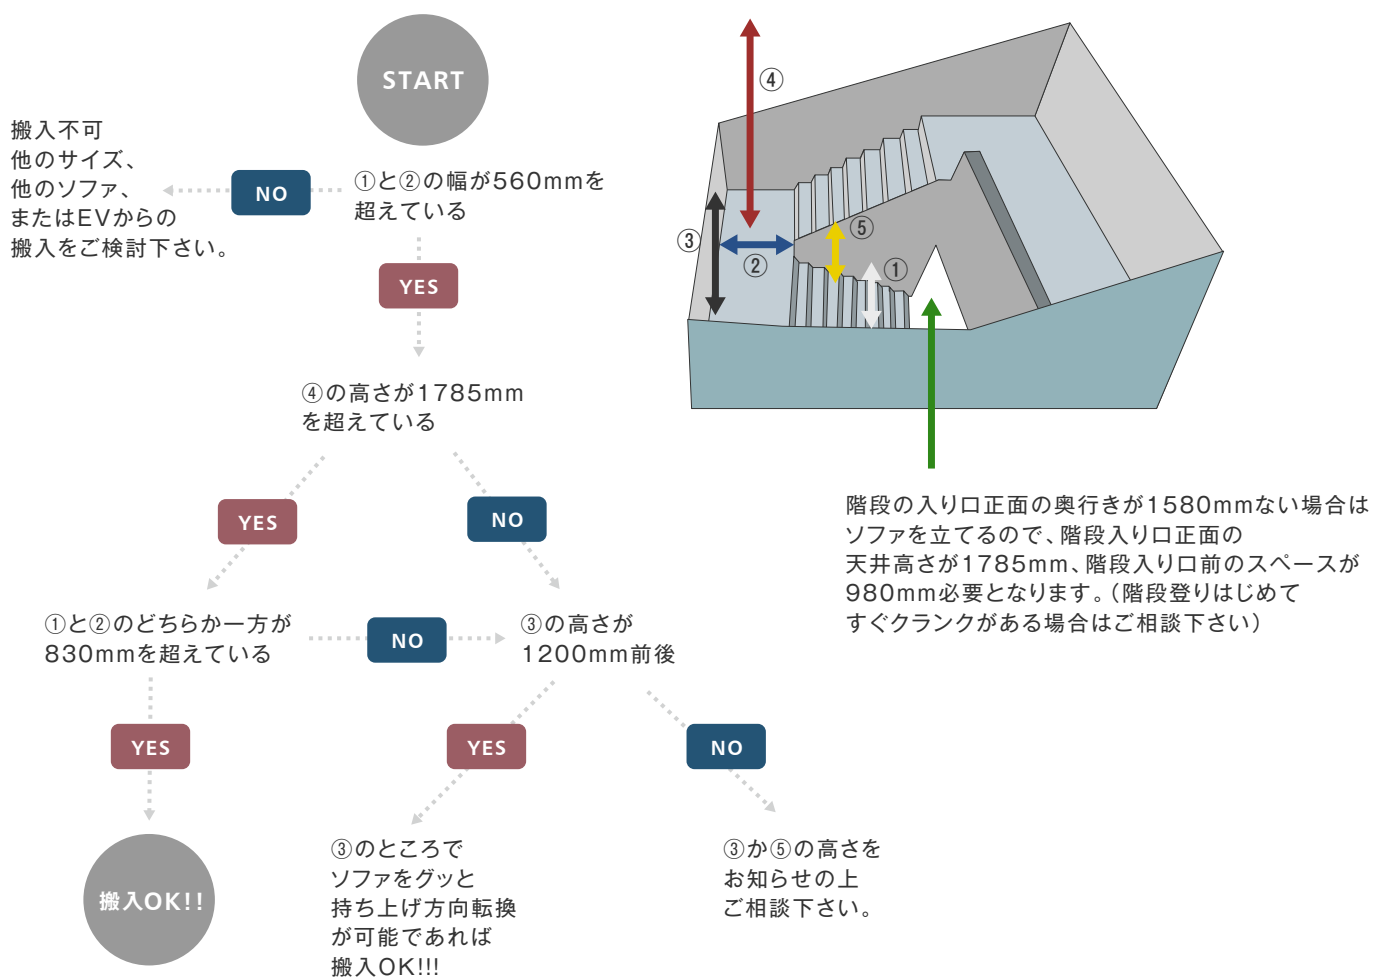 START
搬入不可
他のサイズ、
他のソファ、
またはEVからの
搬入をご検討下さい。
NO
①と②の幅が560mmを
超えている
YES
④の高さが1785mm
を超えている
YES
NO
①と②のどちらか一方が
830mmを超えている
NO
③の高さが
1200mm前後
YES
YES
NO
搬入OK!!
③のところで
ソファをグッと
持ち上げ方向転換
が可能であれば
搬入OK!!!
③か⑤の高さを
お知らせの上
ご相談下さい。
④
③
②
⑤
①
階段の入り口正面の奥行きが1580mmない場合は
ソファを立てるので、階段入り口正面の
天井高さが1785mm、階段入り口前のスペースが
980mm必要となります。（階段登りはじめて
すぐクランクがある場合はご相談下さい）